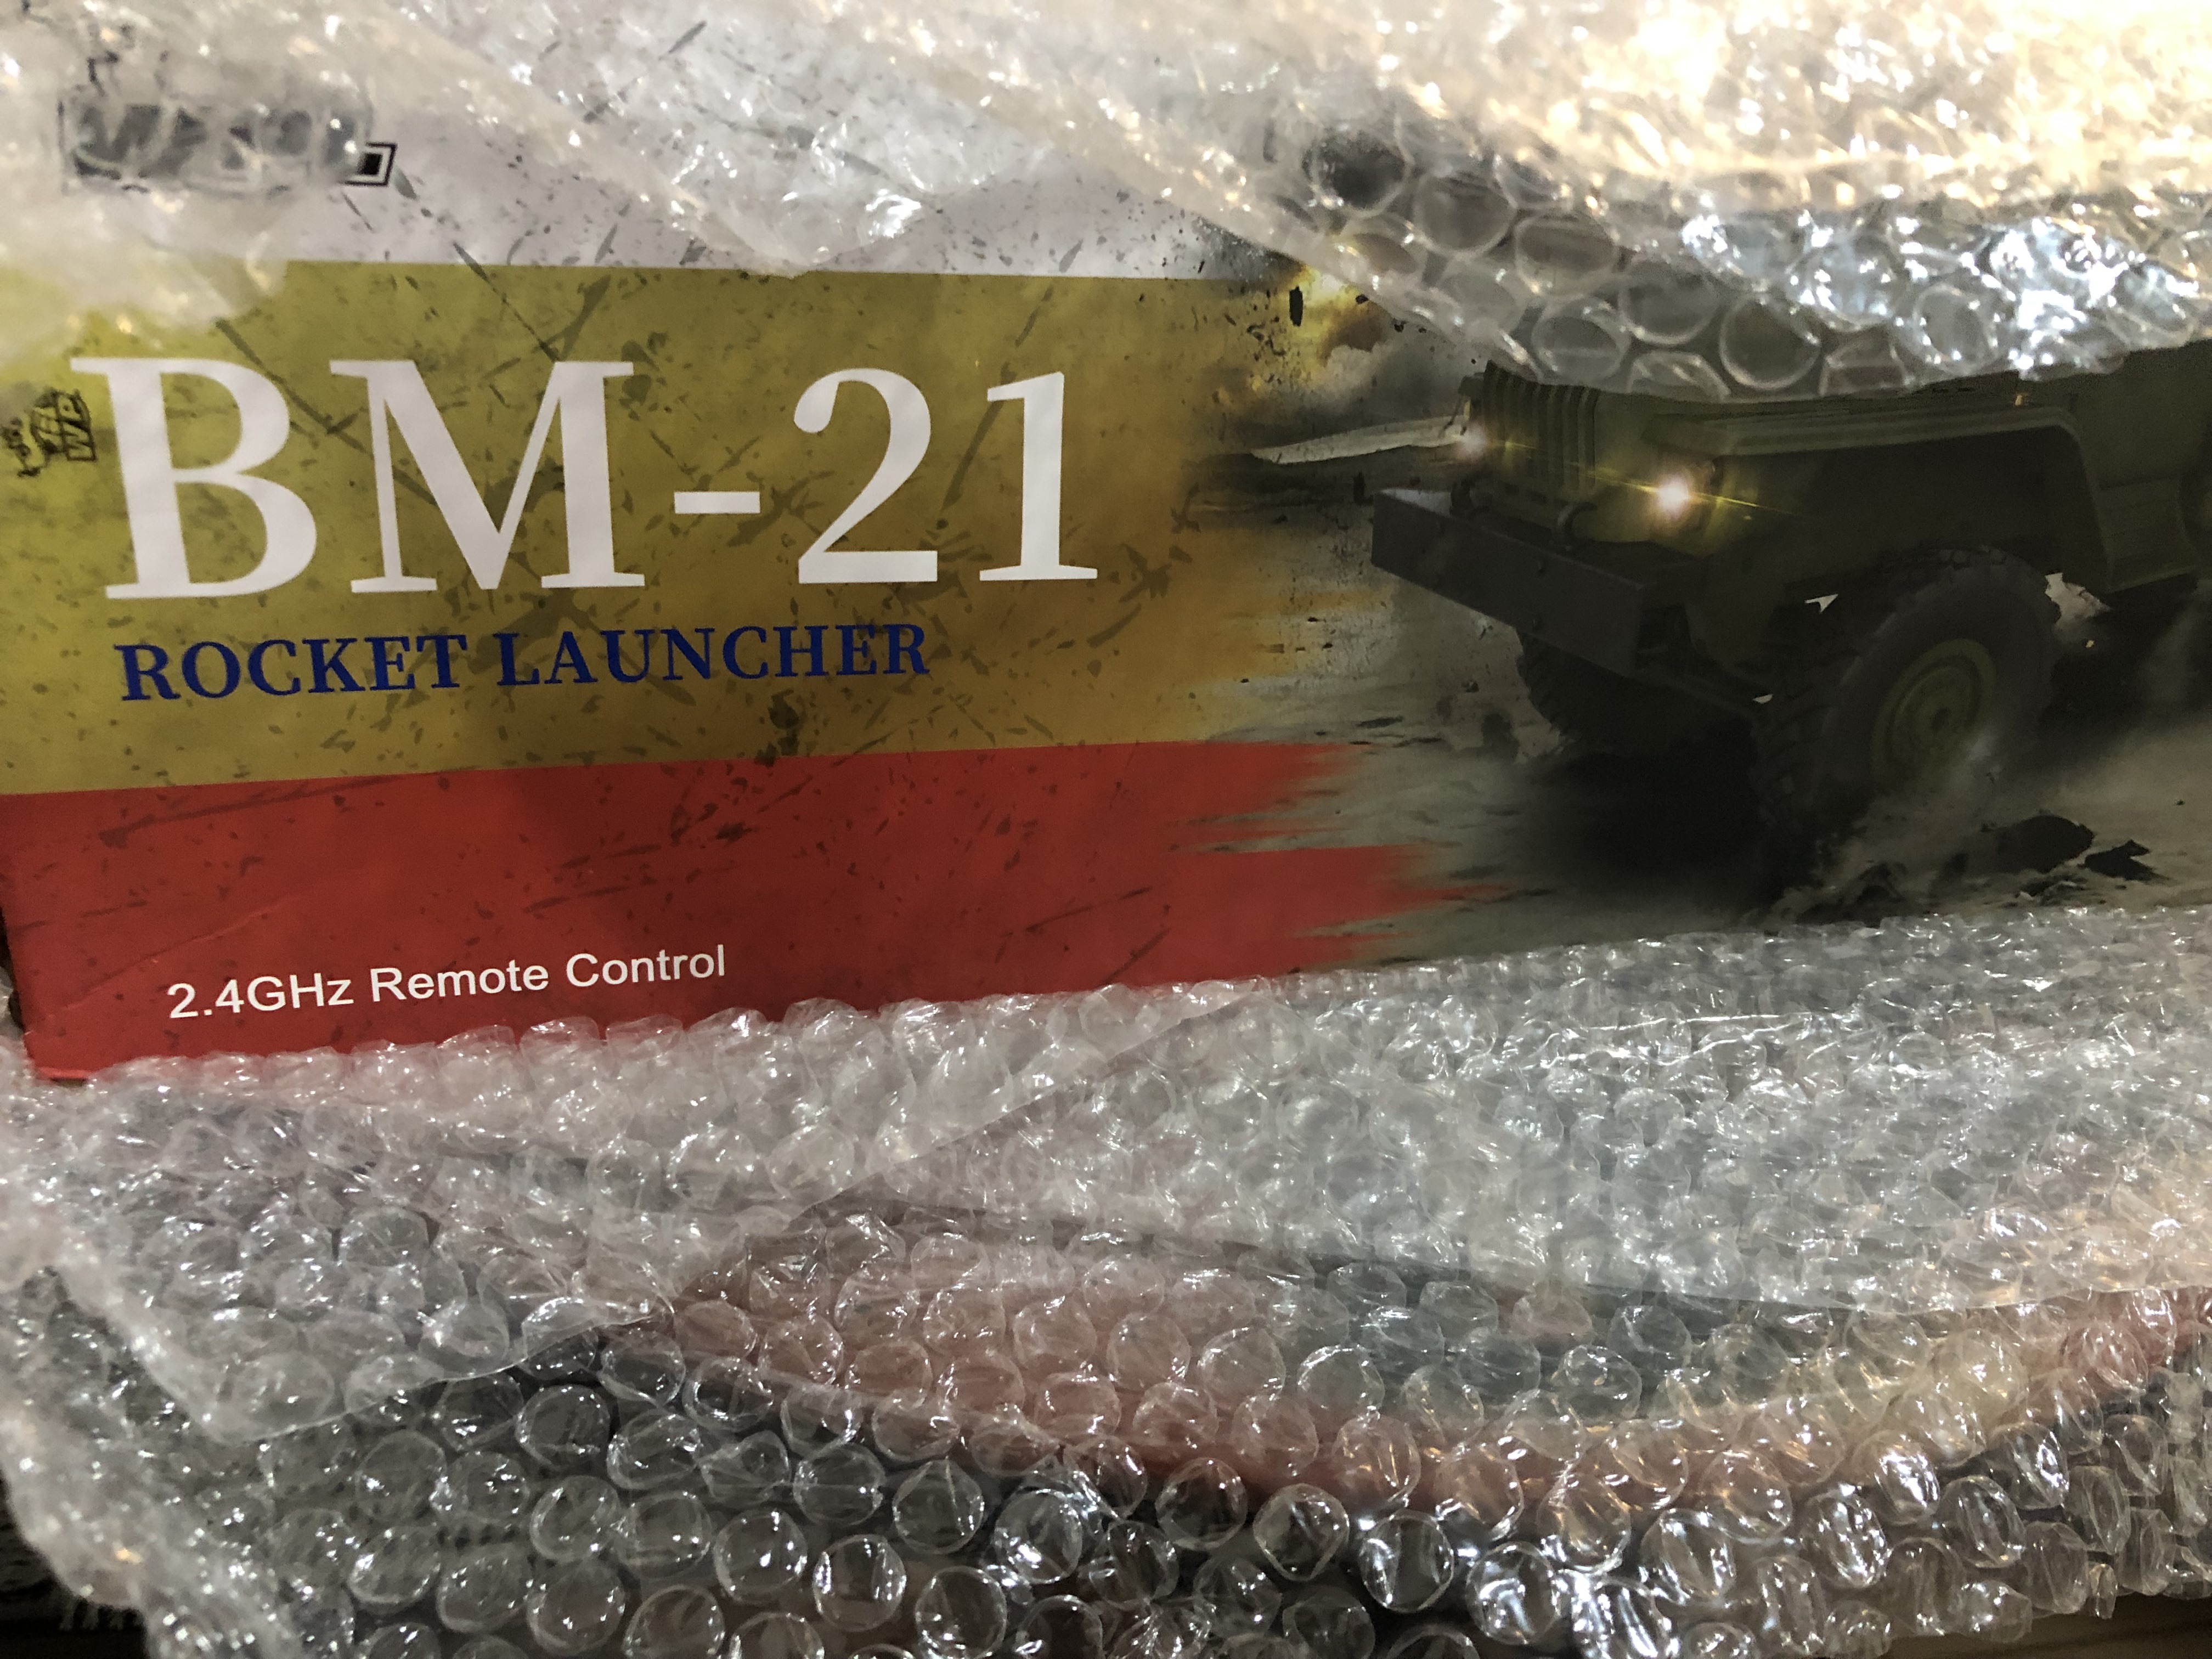 BM-21
ROCKET LAUNCHER
2.4GHz Remote Control